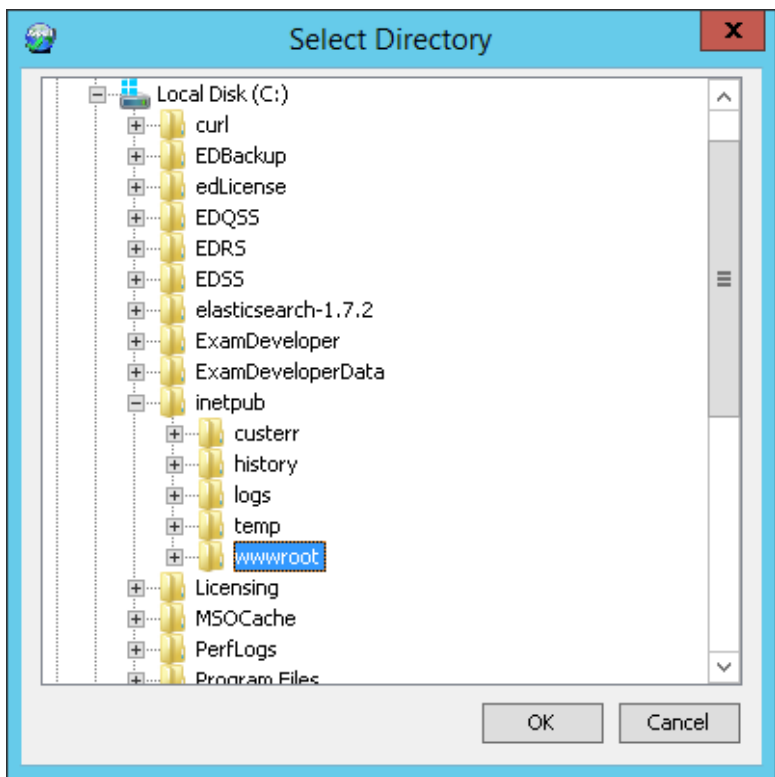 Select Directory
Local Disk (C:)
curl
EDBackup
edLicense
EDQSS
EDRS
EDSS
elasticsearch-1.7.2
ExamDeveloper
ExamDeveloperData
inetpub
custerr
history
logs
temp
wwwroot
Licensing
MSOCache
PerfLogs
Program Files
OK Cancel